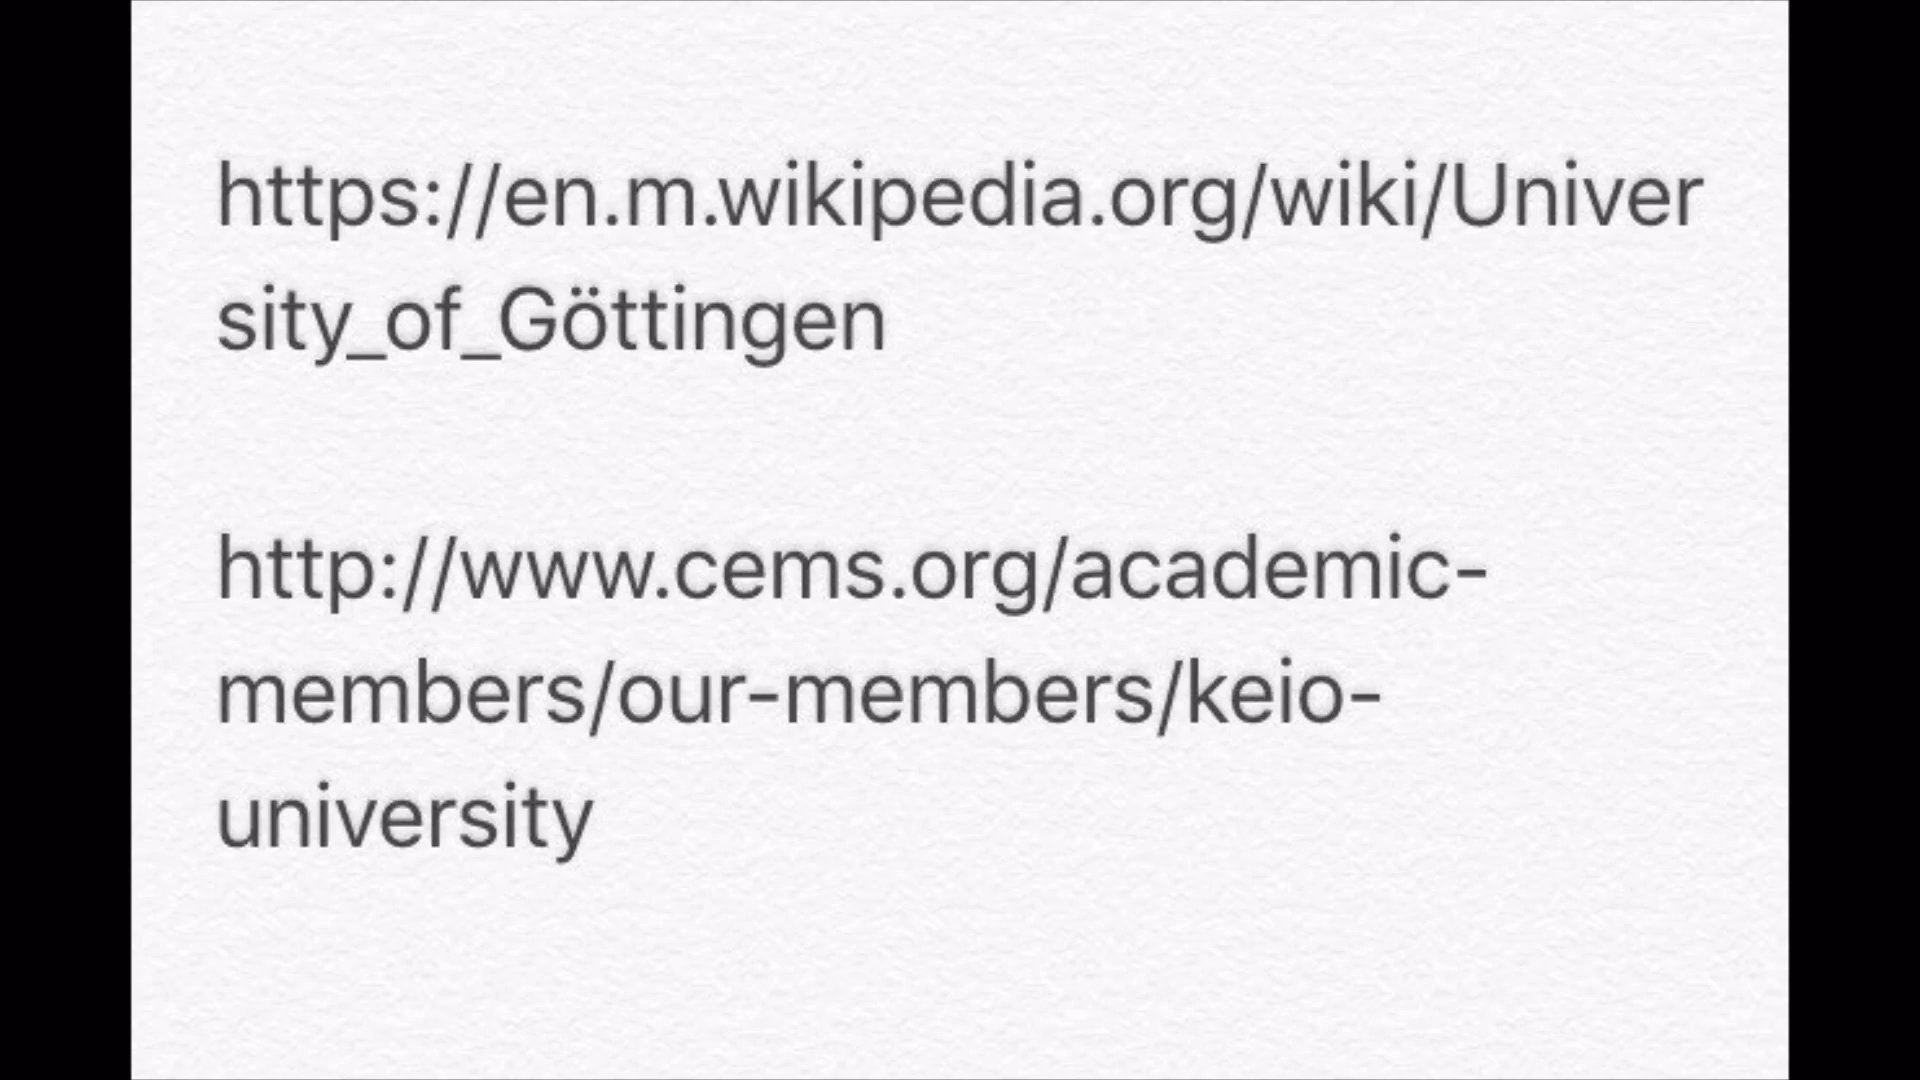 https://en.m.wikipedia.org/wiki/Univer
sity_of_Göttingen
http://www.cems.org/academic-
members/our-members/keio-
university